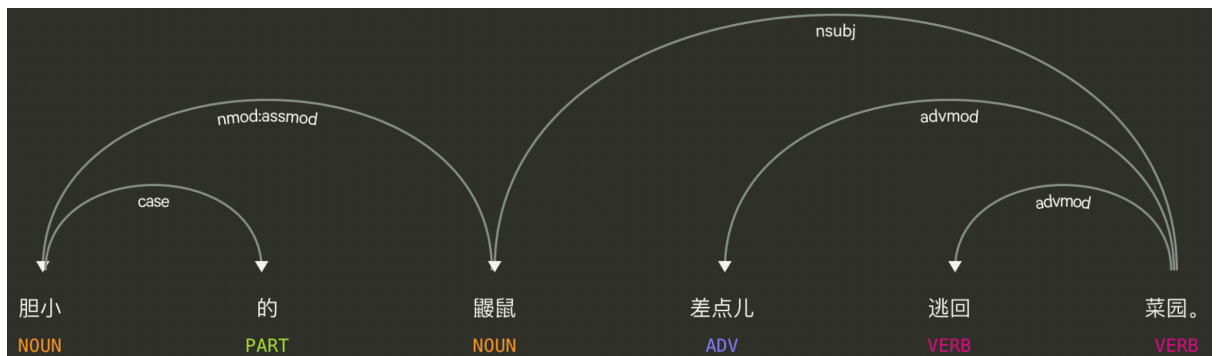 nsubj
nmod:assmod advmod
case advmod
胆小 的 鼹鼠 差点儿 逃回 菜园。
NOUN PART NOUN ADV VERB VERB